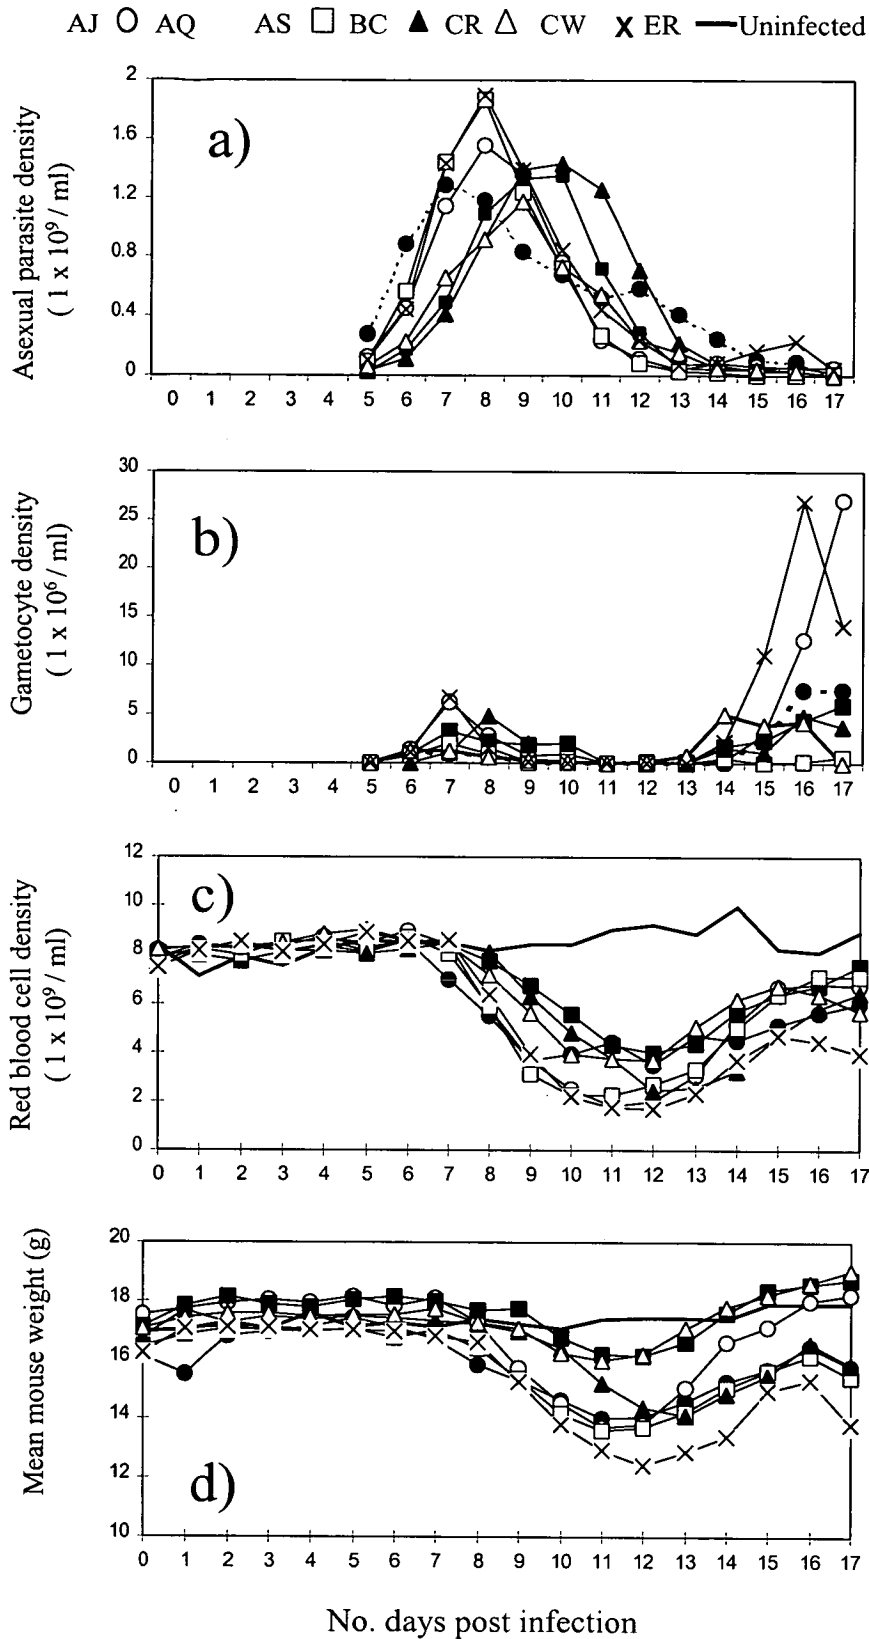 AJ AQ AS BC CR CW ER Uninfected
a)
Asexual parasite density
( 1 x 10⁹ / ml )
2
1.6
1.2
0.8
0.4
0
0 1 2 3 4 5 6 7 8 9 10 11 12 13 14 15 16 17
b)
Gametocyte density
( 1 x 10⁶ / ml )
30
25
20
15
10
5
0
0 1 2 3 4 5 6 7 8 9 10 11 12 13 14 15 16 17
c)
Red blood cell density
( 1 x 10⁹ / ml )
12
10
8
6
4
2
0
0 1 2 3 4 5 6 7 8 9 10 11 12 13 14 15 16 17
d)
Mean mouse weight (g)
20
18
16
14
12
10
0 1 2 3 4 5 6 7 8 9 10 11 12 13 14 15 16 17
No. days post infection